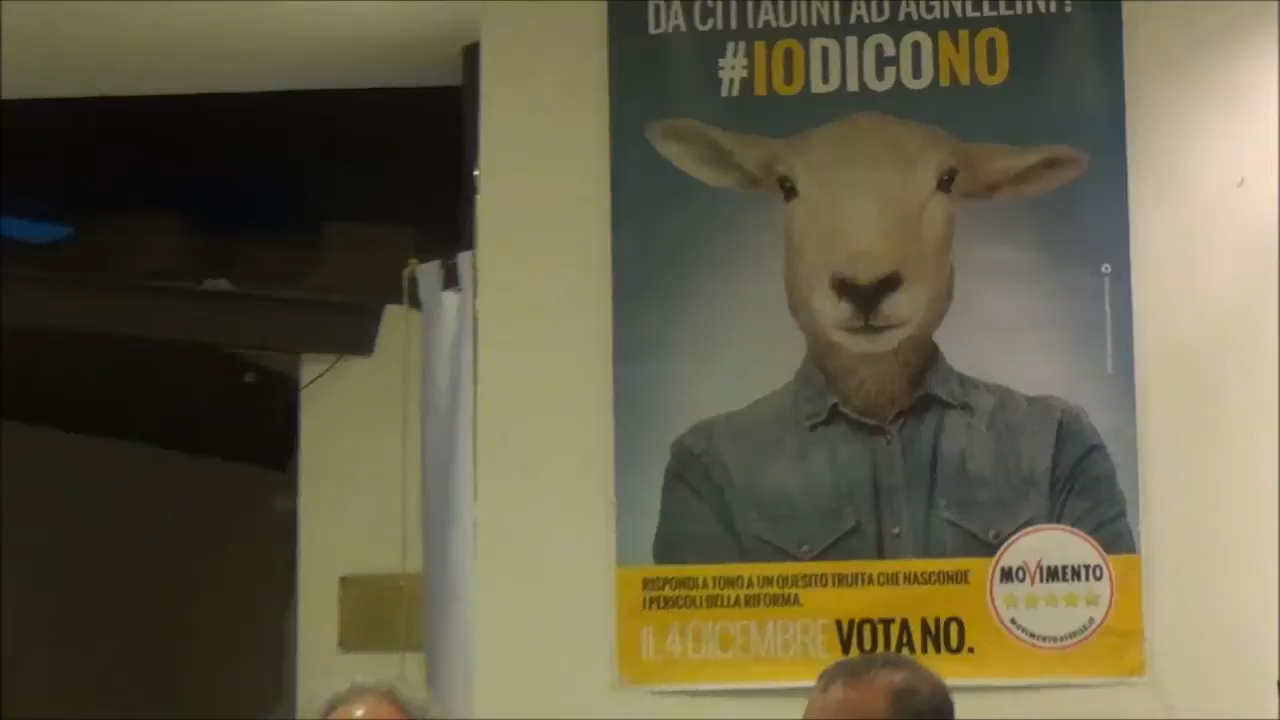 DA CITTADINI AD AGNELLINI?
#IODICONO
RISPONDI A TONO A UN QUESITO TRUFFA CHE NASCONDE
I PERICOLI DELLA RIFORMA.
IL 4 DICEMBRE VOTA NO.
MOVIMENTO